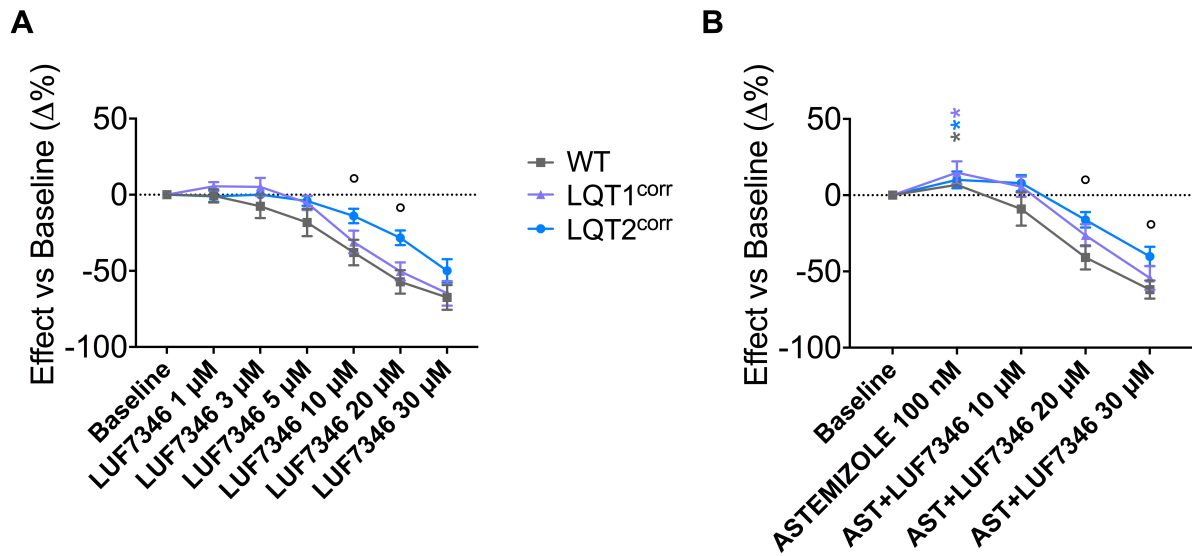 A
B
Effect vs Baseline (Δ%)
50
0
-50
-100
Baseline
LUF7346 1 µM
LUF7346 3 µM
LUF7346 5 µM
LUF7346 10 µM
LUF7346 20 µM
LUF7346 30 µM
WT
LQT1corr
LQT2corr
Effect vs Baseline (Δ%)
50
0
-50
-100
Baseline
ASTEMIZOLE 100 nM
AST+LUF7346 10 µM
AST+LUF7346 20 µM
AST+LUF7346 30 µM